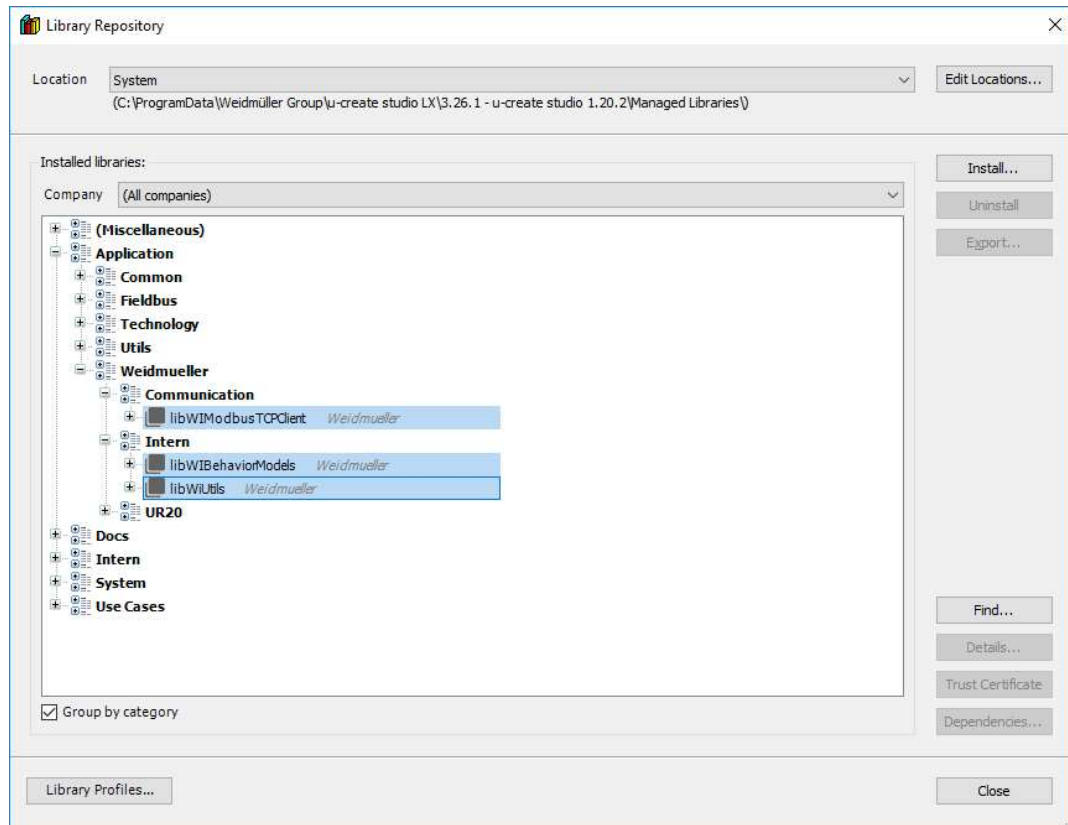 Library Repository
Location System Edit Locations...
(C:\ProgramData\Weidmüller Group\u-create studio LX\3.26.1 - u-create studio 1.20.2\Managed Libraries\)
Installed libraries:
Install...
Company (All companies)
Uninstall
(Miscellaneous)
Export...
Application
Common
Fieldbus
Technology
Utils
Weidmueller
Communication
libWIModbusTCPClient Weidmueller
Intern
libWIBehaviorModels Weidmueller
libWiUtils Weidmueller
UR20
Docs
Intern
System
Use Cases
Find...
Details...
Trust Certificate
Group by category
Dependencies...
Library Profiles... Close